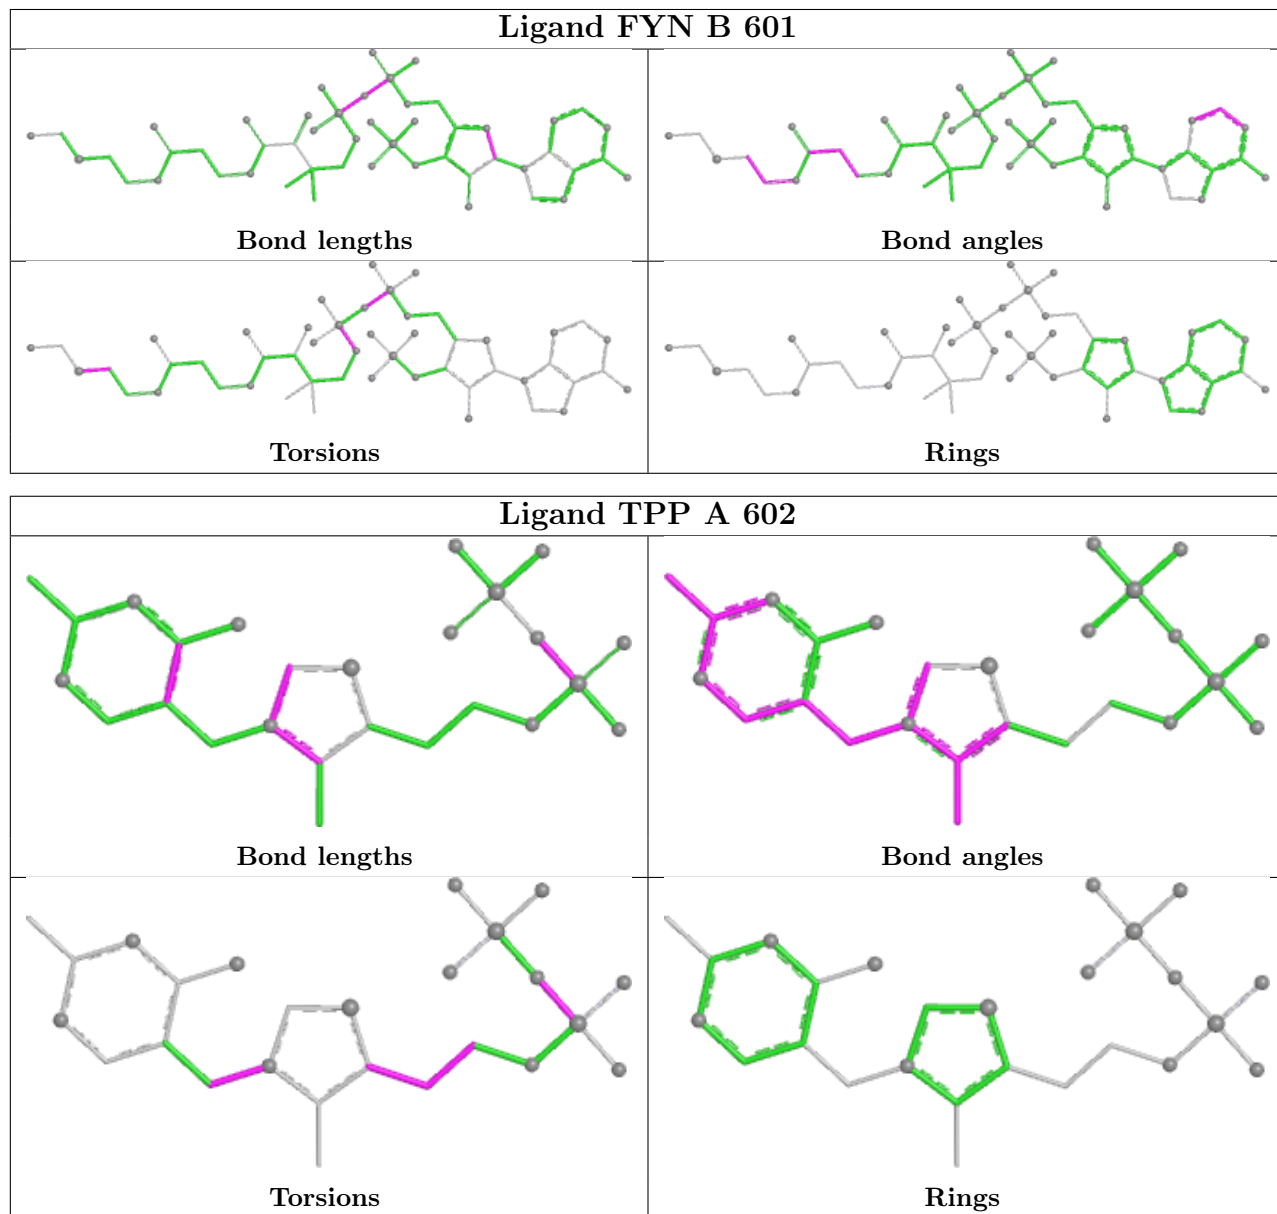 Ligand FYN B 601
Bond lengths
Bond angles
Torsions
Rings
Ligand TPP A 602
Bond lengths
Bond angles
Torsions
Rings